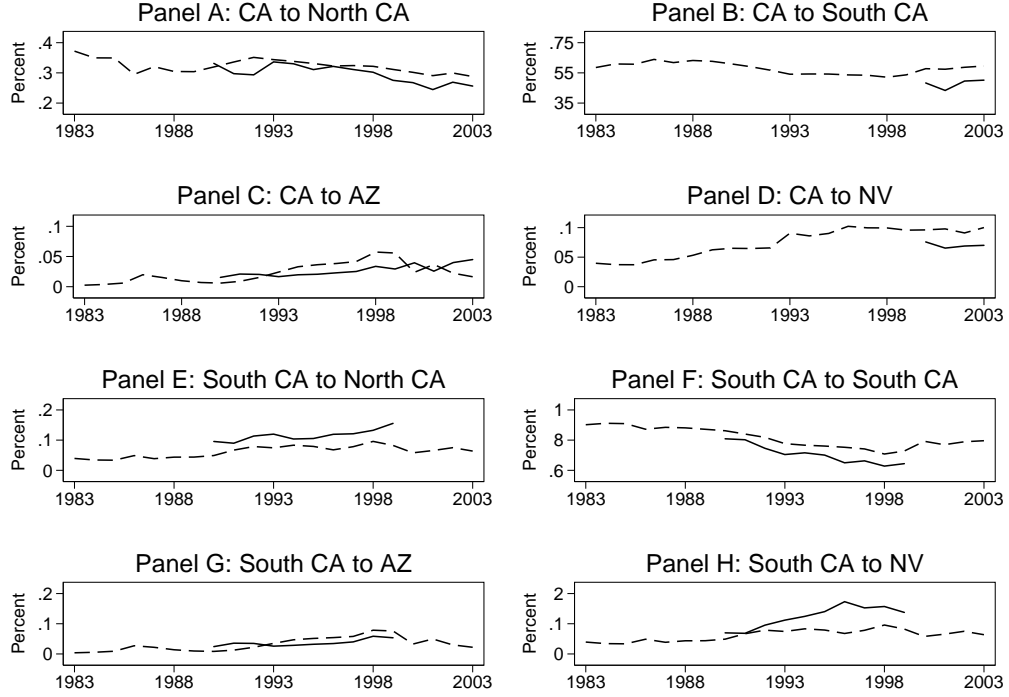 Panel A: CA to North CA
Percent
.4
.3
.2
1983 1988 1993 1998 2003
Panel B: CA to South CA
Percent
.75
55
35
1983 1988 1993 1998 2003
Panel C: CA to AZ
Percent
.1
.05
0
1983 1988 1993 1998 2003
Panel D: CA to NV
Percent
.1
05
0
1983 1988 1993 1998 2003
Panel E: South CA to North CA
Percent
.2
.1
0
1983 1988 1993 1998 2003
Panel F: South CA to South CA
Percent
1
8
.6
1983 1988 1993 1998 2003
Panel G: South CA to AZ
Percent
.2
.1
0
1983 1988 1993 1998 2003
Panel H: South CA to NV
Percent
2
.1
0
1983 1988 1993 1998 2003